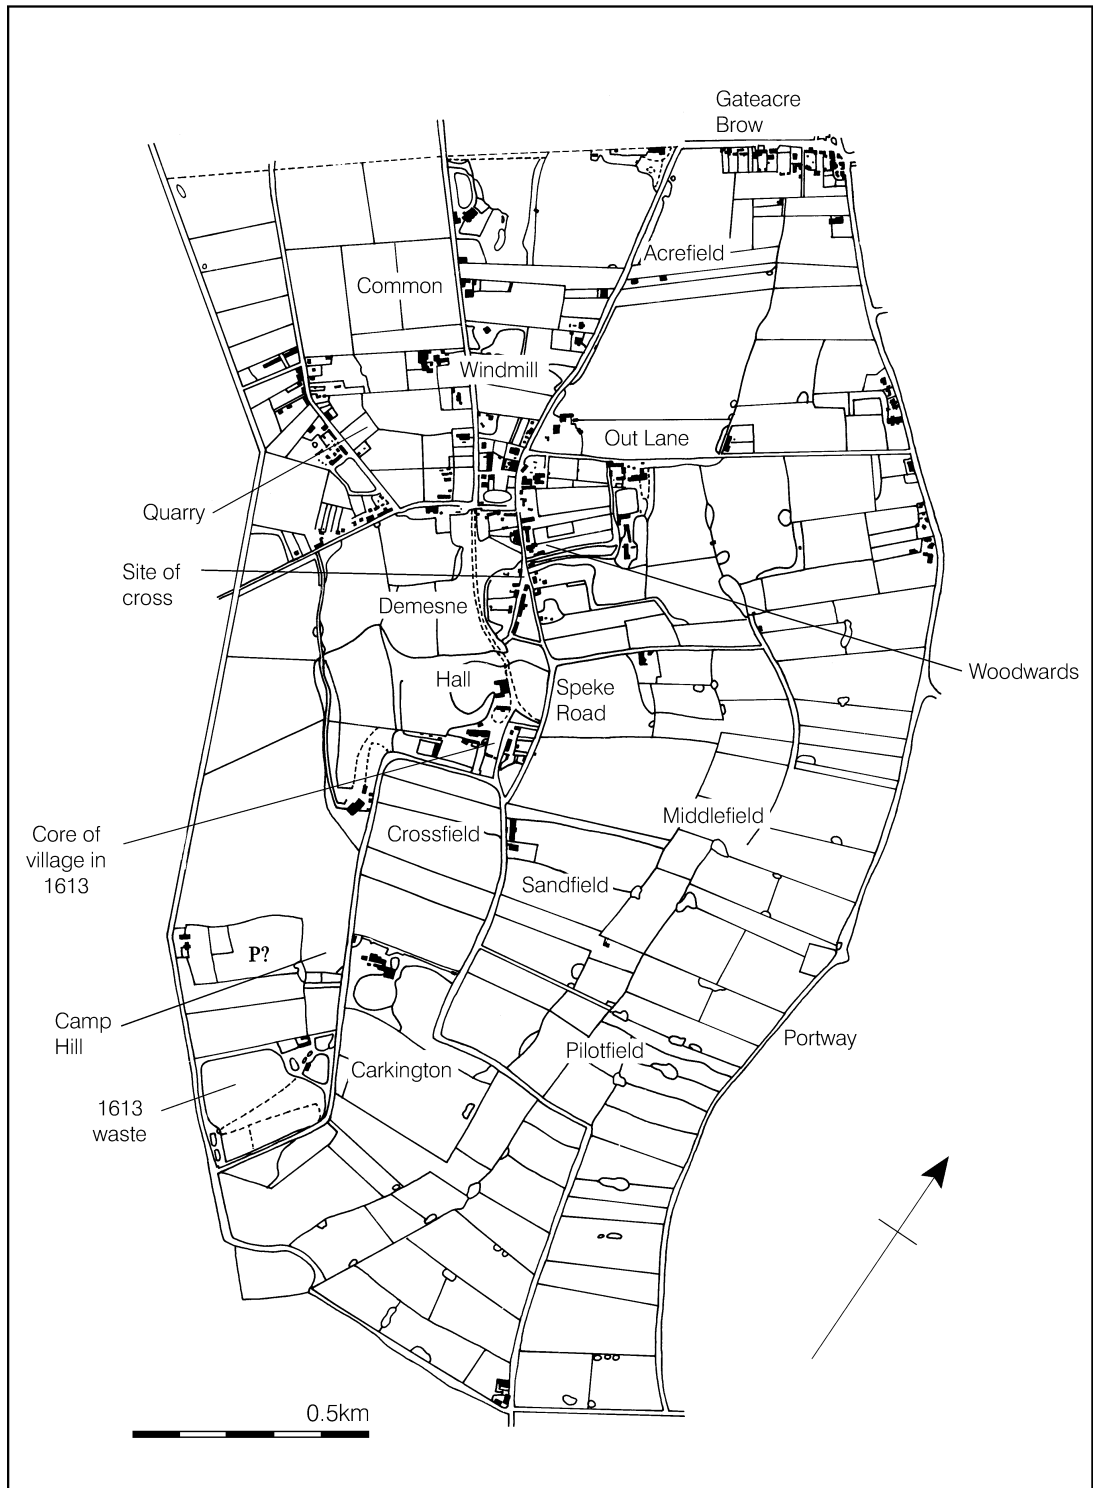 Gateacre
Brow
Acrefield
Common
Windmill
Out Lane
Quarry
Site of
cross
Demesne
Woodwards
Hall
Speke
Road
Middlefield
Core of
village in
1613
Crossfield
Sandfield
P?
Camp
Hill
Portway
Pilotfield
Carkington
1613
waste
0.5km